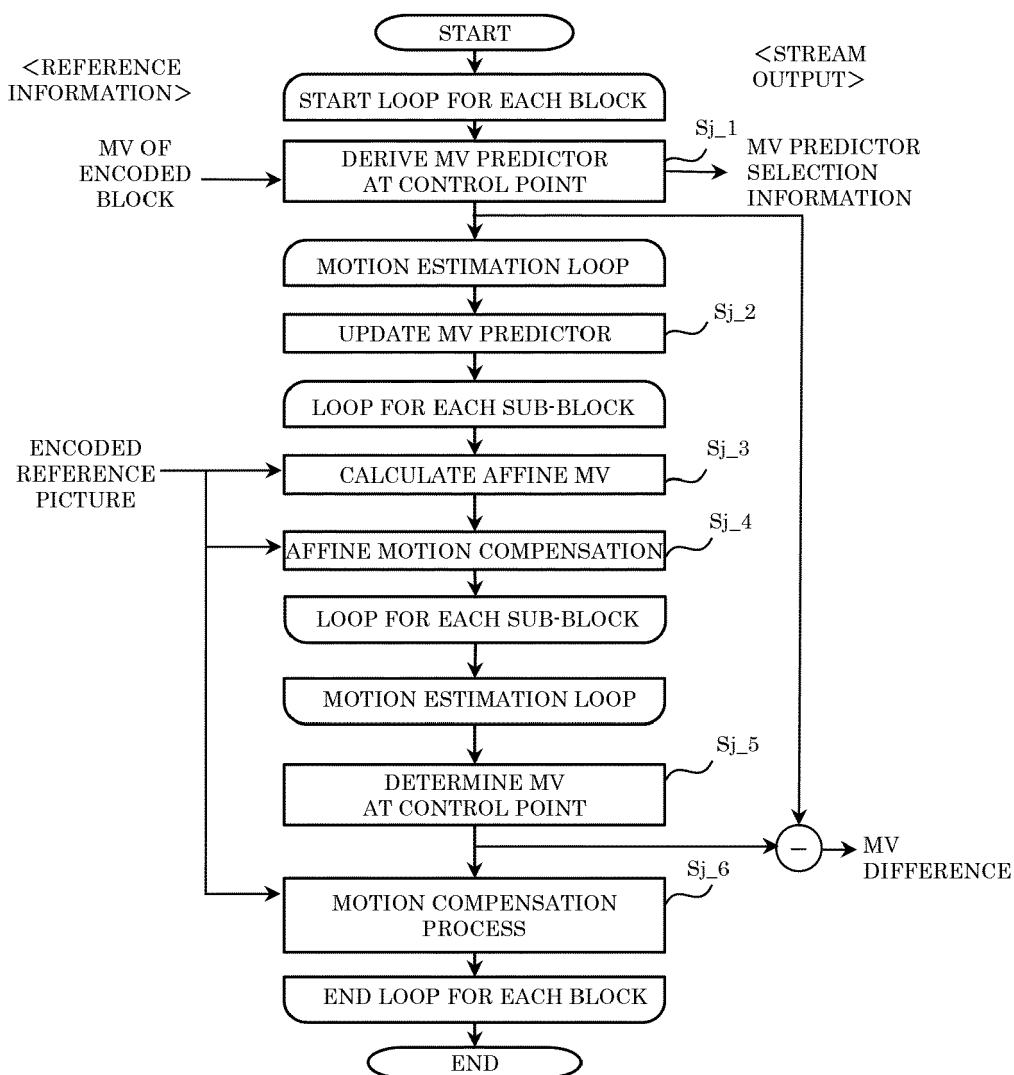 START
<REFERENCE
INFORMATION>
<STREAM
OUTPUT>
START LOOP FOR EACH BLOCK
MV OF
ENCODED
BLOCK
DERIVE MV PREDICTOR
AT CONTROL POINT
Sj_1
MV PREDICTOR
SELECTION
INFORMATION
MOTION ESTIMATION LOOP
UPDATE MV PREDICTOR
Sj_2
LOOP FOR EACH SUB-BLOCK
ENCODED
REFERENCE
PICTURE
CALCULATE AFFINE MV
Sj_3
AFFINE MOTION COMPENSATION
Sj_4
LOOP FOR EACH SUB-BLOCK
MOTION ESTIMATION LOOP
DETERMINE MV
AT CONTROL POINT
Sj_5
−
MV
DIFFERENCE
MOTION COMPENSATION
PROCESS
Sj_6
END LOOP FOR EACH BLOCK
END